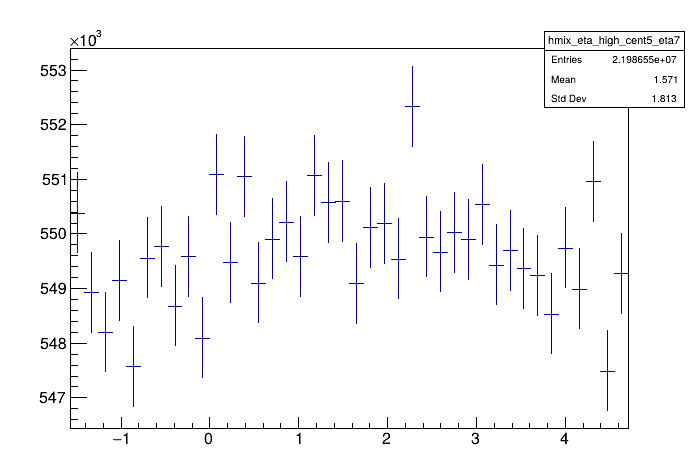 ×10³
hmix_eta_high_cent5_eta7
Entries 2.198655e+07
Mean 1.571
Std Dev 1.813
553
552
551
550
549
548
547
−1 0 1 2 3 4